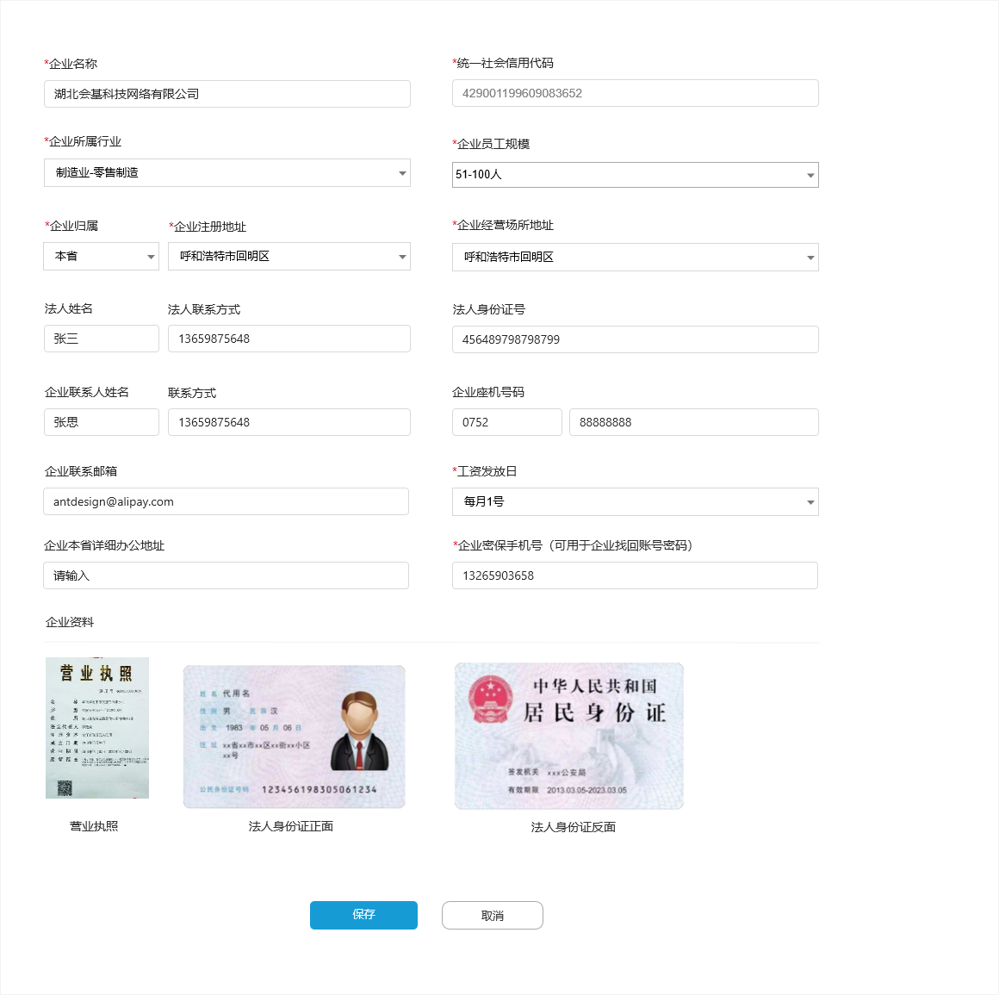 *企业名称
*统一社会信用代码
湖北会基科技网络有限公司
429001199609083652
*企业所属行业
*企业员工规模
制造业-零售制造
51-100人
*企业归属
*企业注册地址
*企业经营场所地址
本省
呼和浩特市回明区
呼和浩特市回明区
法人姓名
法人联系方式
法人身份证号
张三
13659875648
456489798798799
企业联系人姓名
联系方式
企业座机号码
张思
13659875648
0752
88888888
企业联系邮箱
*工资发放日
antdesign@alipay.com
每月1号
企业本省详细办公地址
*企业密保手机号（可用于企业找回账号密码）
请输入
13265903658
企业资料
营业执照
姓名 代用名
性别 男 民族 汉
出生 1983 年 05 月 06 日
住址 xx省xx市xx区xx街xx小区
xx号
公民身份证号码 123456198305061234
中华人民共和国
居民身份证
签发机关 xxx公安局
有效期限 2013.03.05-2023.03.05
营业执照
法人身份证正面
法人身份证反面
保存
取消